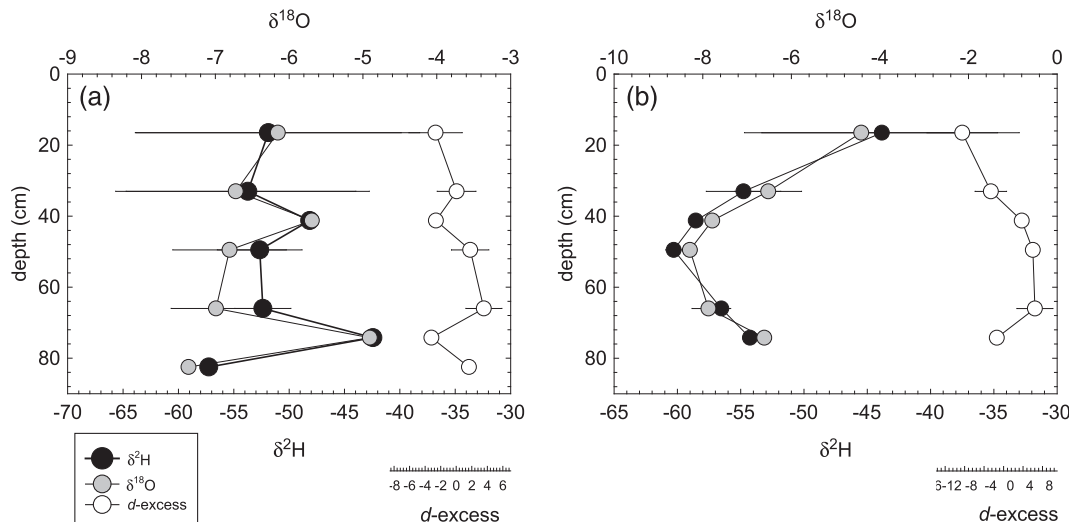 δ¹⁸O
-9 -8 -7 -6 -5 -4 -3
(a)
0
20
40
60
80
depth (cm)
-70 -65 -60 -55 -50 -45 -40 -35 -30
δ²H
δ²H
δ¹⁸O
d-excess
-8 -6 -4 -2 0 2 4 6
d-excess
δ¹⁸O
-10 -8 -6 -4 -2 0
(b)
0
20
40
60
80
depth (cm)
-65 -60 -55 -50 -45 -40 -35 -30
δ²H
-12 -8 -4 0 4 8
d-excess